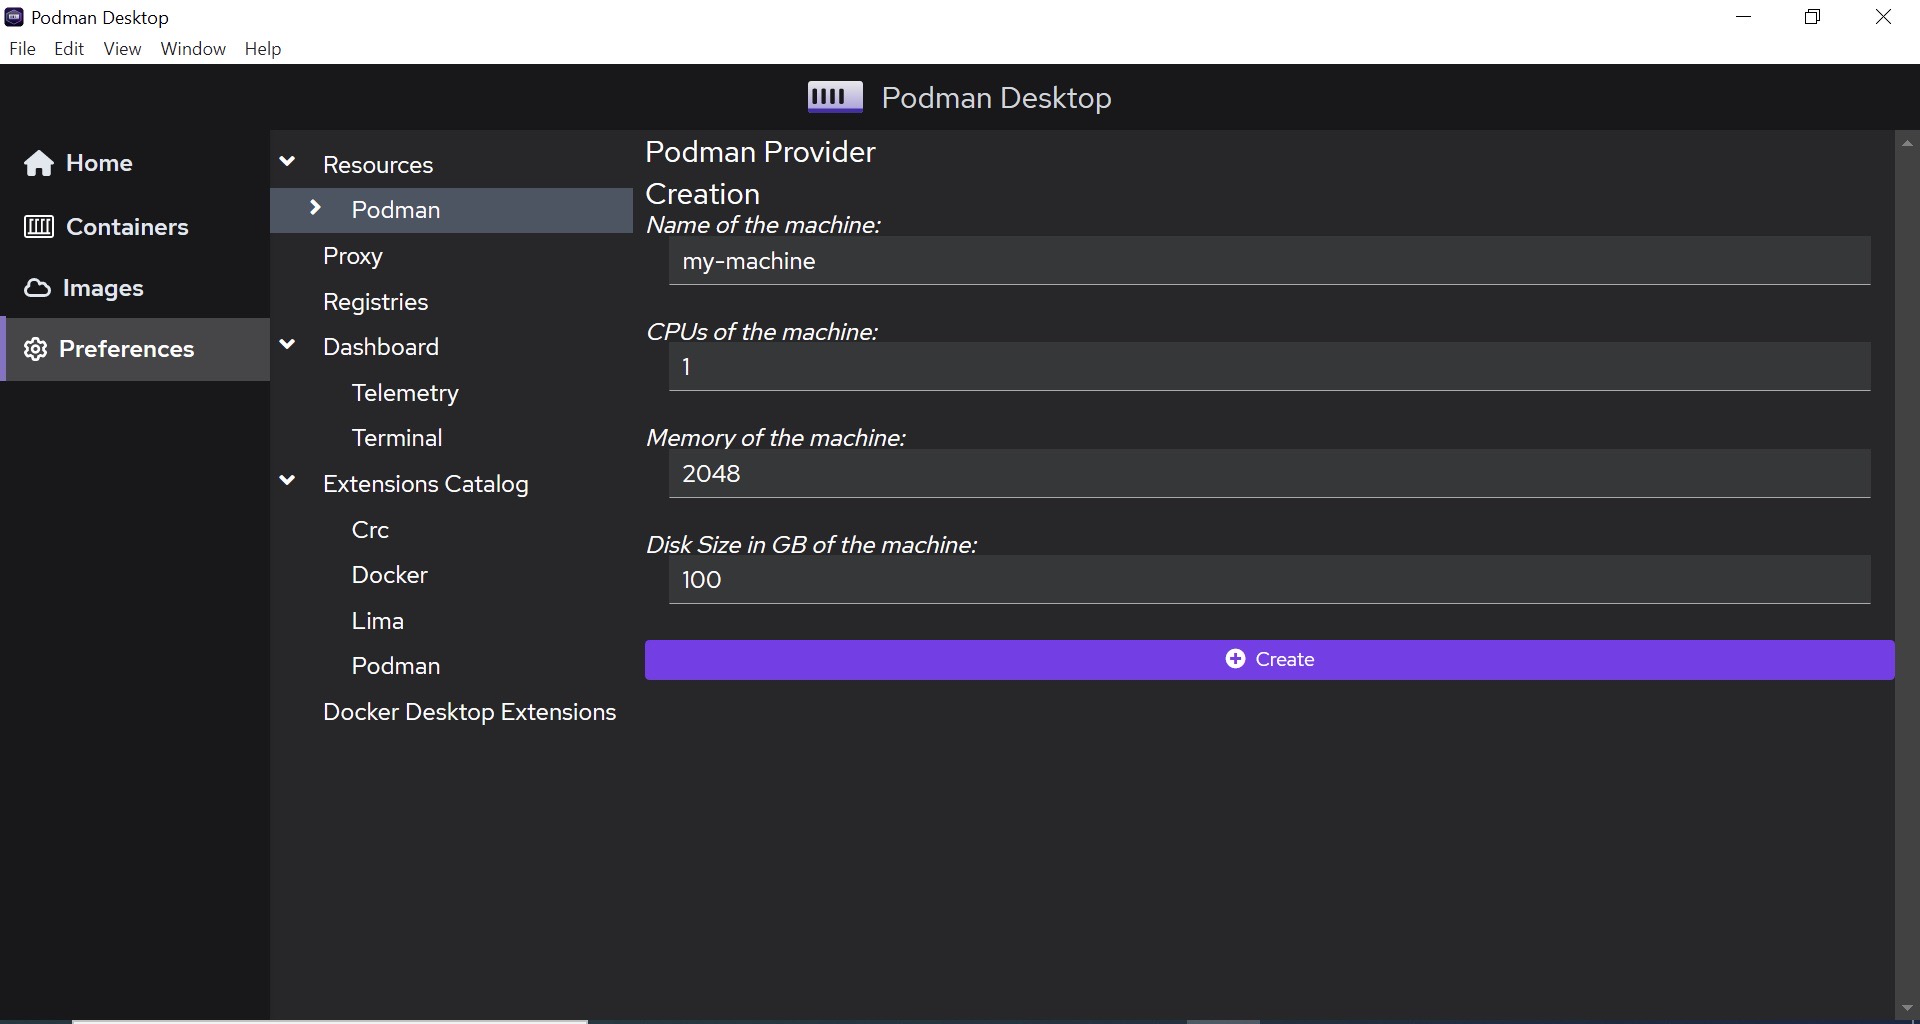 Podman Desktop
File Edit View Window Help
Podman Desktop
Home
Containers
Images
Preferences
Resources
Podman
Proxy
Registries
Dashboard
Telemetry
Terminal
Extensions Catalog
Crc
Docker
Lima
Podman
Docker Desktop Extensions
Podman Provider
Creation
Name of the machine:
my-machine
CPUs of the machine:
1
Memory of the machine:
2048
Disk Size in GB of the machine:
100
Create